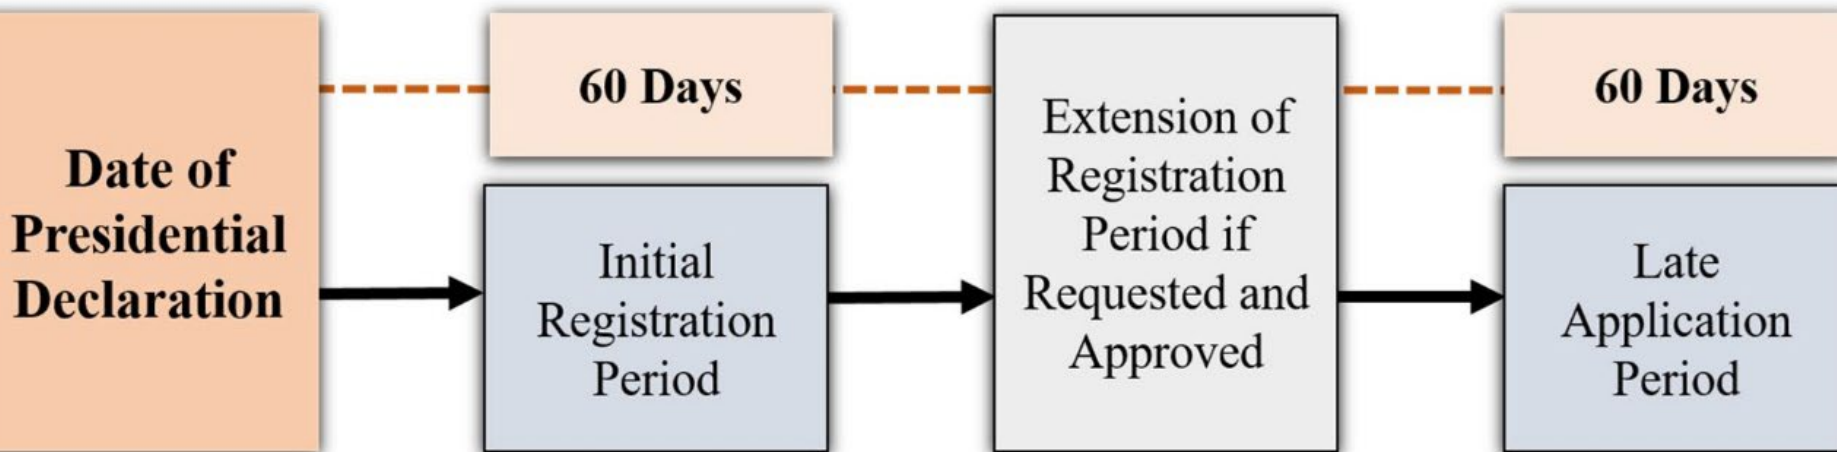 Date of
Presidential
Declaration
60 Days
Initial
Registration
Period
Extension of
Registration
Period if
Requested and
Approved
60 Days
Late
Application
Period